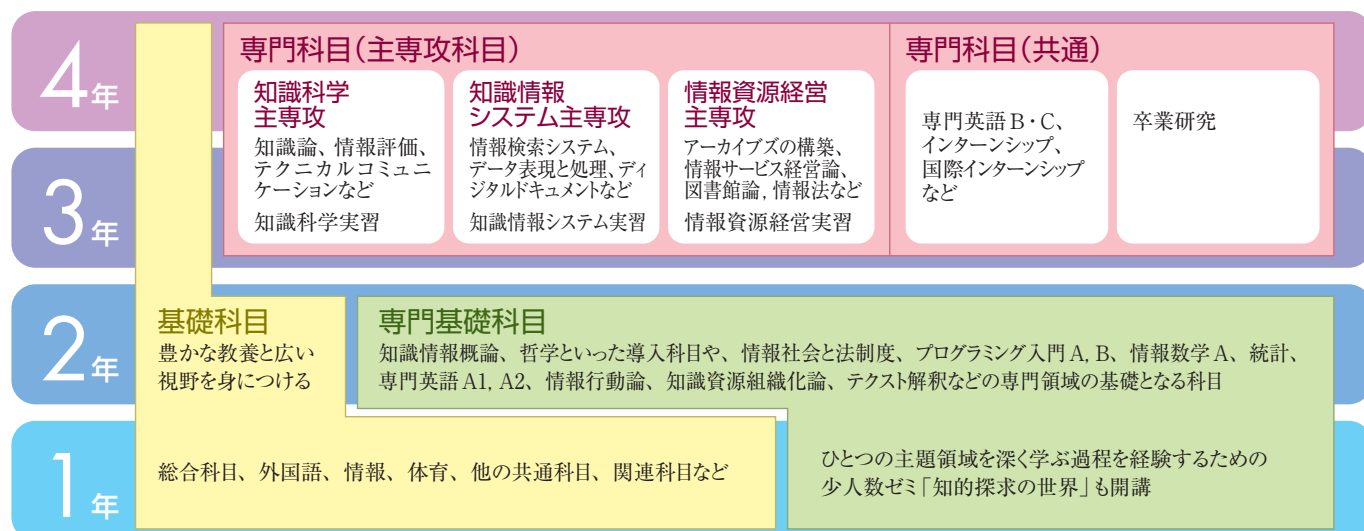 4年
専門科目(主専攻科目)
知識科学
主専攻
知識論、情報評価、
テクニカルコミュニ
ケーションなど
知識科学実習
知識情報
システム主専攻
情報検索システム、
データ表現と処理、ディ
ジタルドキュメントなど
知識情報システム実習
情報資源経営
主専攻
アーカイブズの構築、
情報サービス経営論、
図書館論, 情報法など
情報資源経営実習
専門科目(共通)
専門英語 B・C、
インターンシップ、
国際インターンシップ
など
卒業研究
3年
2年
基礎科目
豊かな教養と広い
視野を身につける
専門基礎科目
知識情報概論、哲学といった導入科目や、情報社会と法制度、プログラミング入門 A, B、情報数学 A、統計、
専門英語 A1, A2、情報行動論、知識資源組織化論、テクスト解釈などの専門領域の基礎となる科目
1年
総合科目、外国語、情報、体育、他の共通科目、関連科目など
ひとつの主題領域を深く学ぶ過程を経験するための
少人数ゼミ「知的探求の世界」も開講